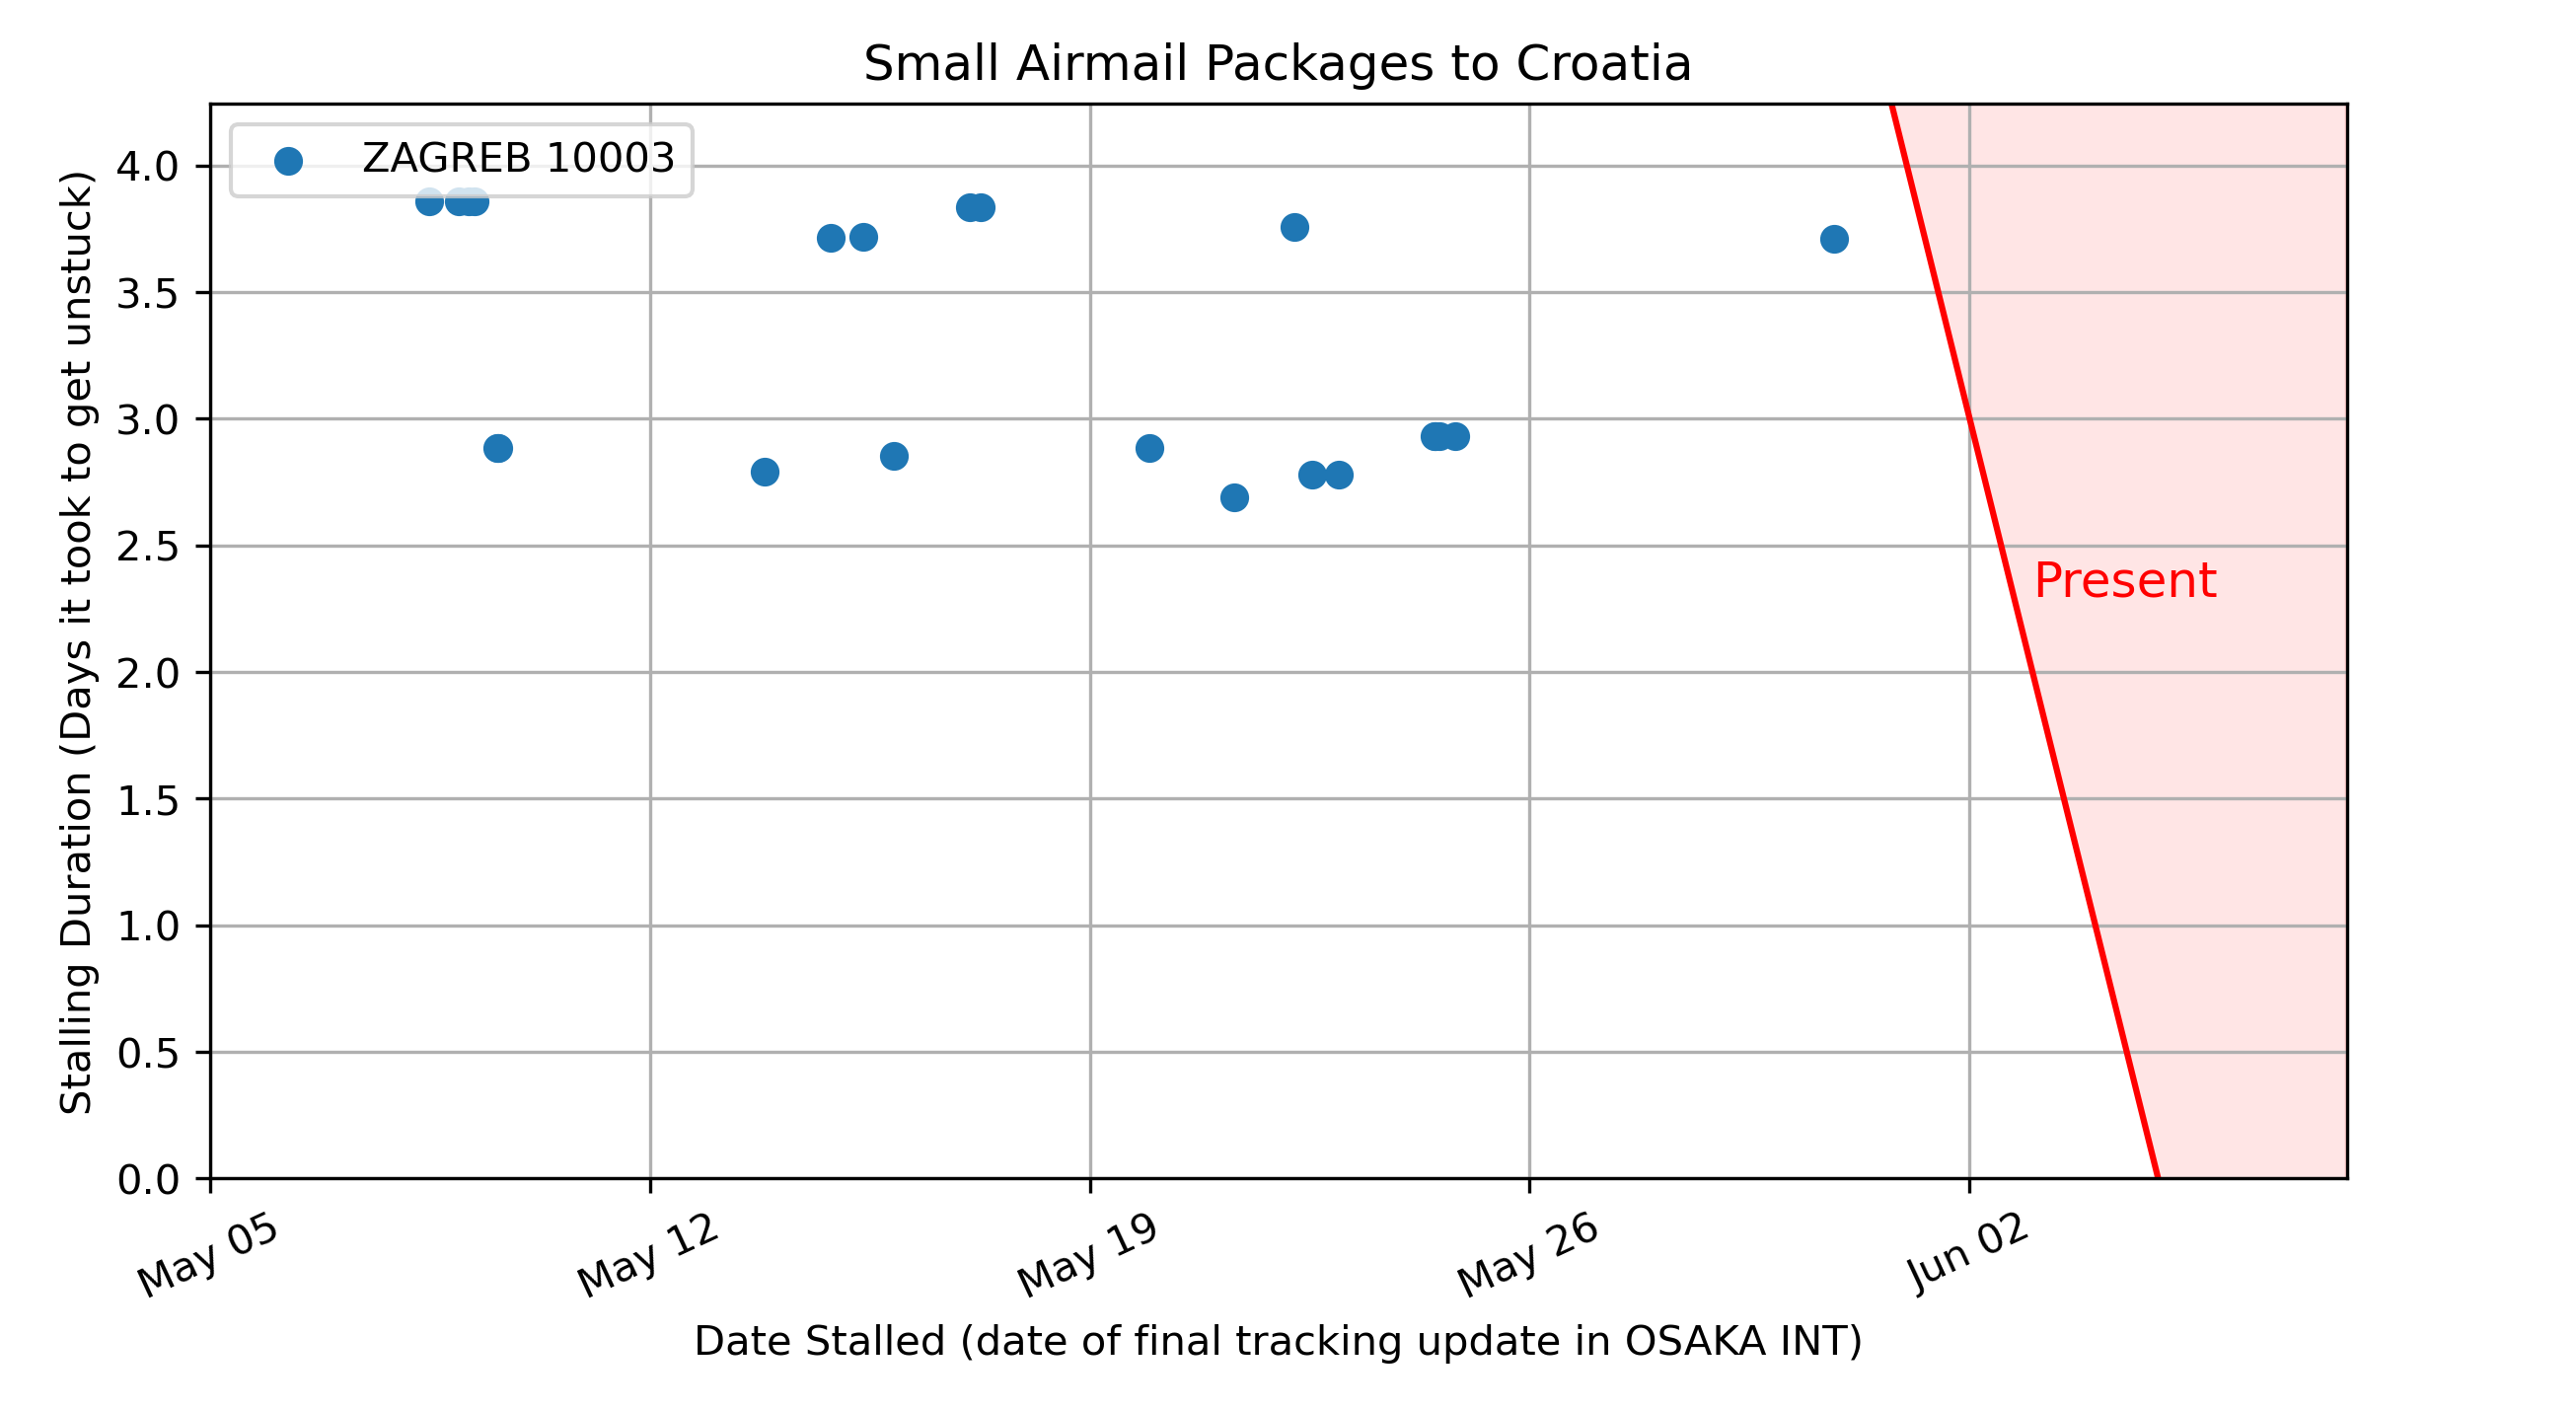 Small Airmail Packages to Croatia
ZAGREB 10003
Stalling Duration (Days it took to get unstuck)
4.0
3.5
3.0
2.5
2.0
1.5
1.0
0.5
0.0
Present
May 05
May 12
May 19
May 26
Jun 02
Date Stalled (date of final tracking update in OSAKA INT)